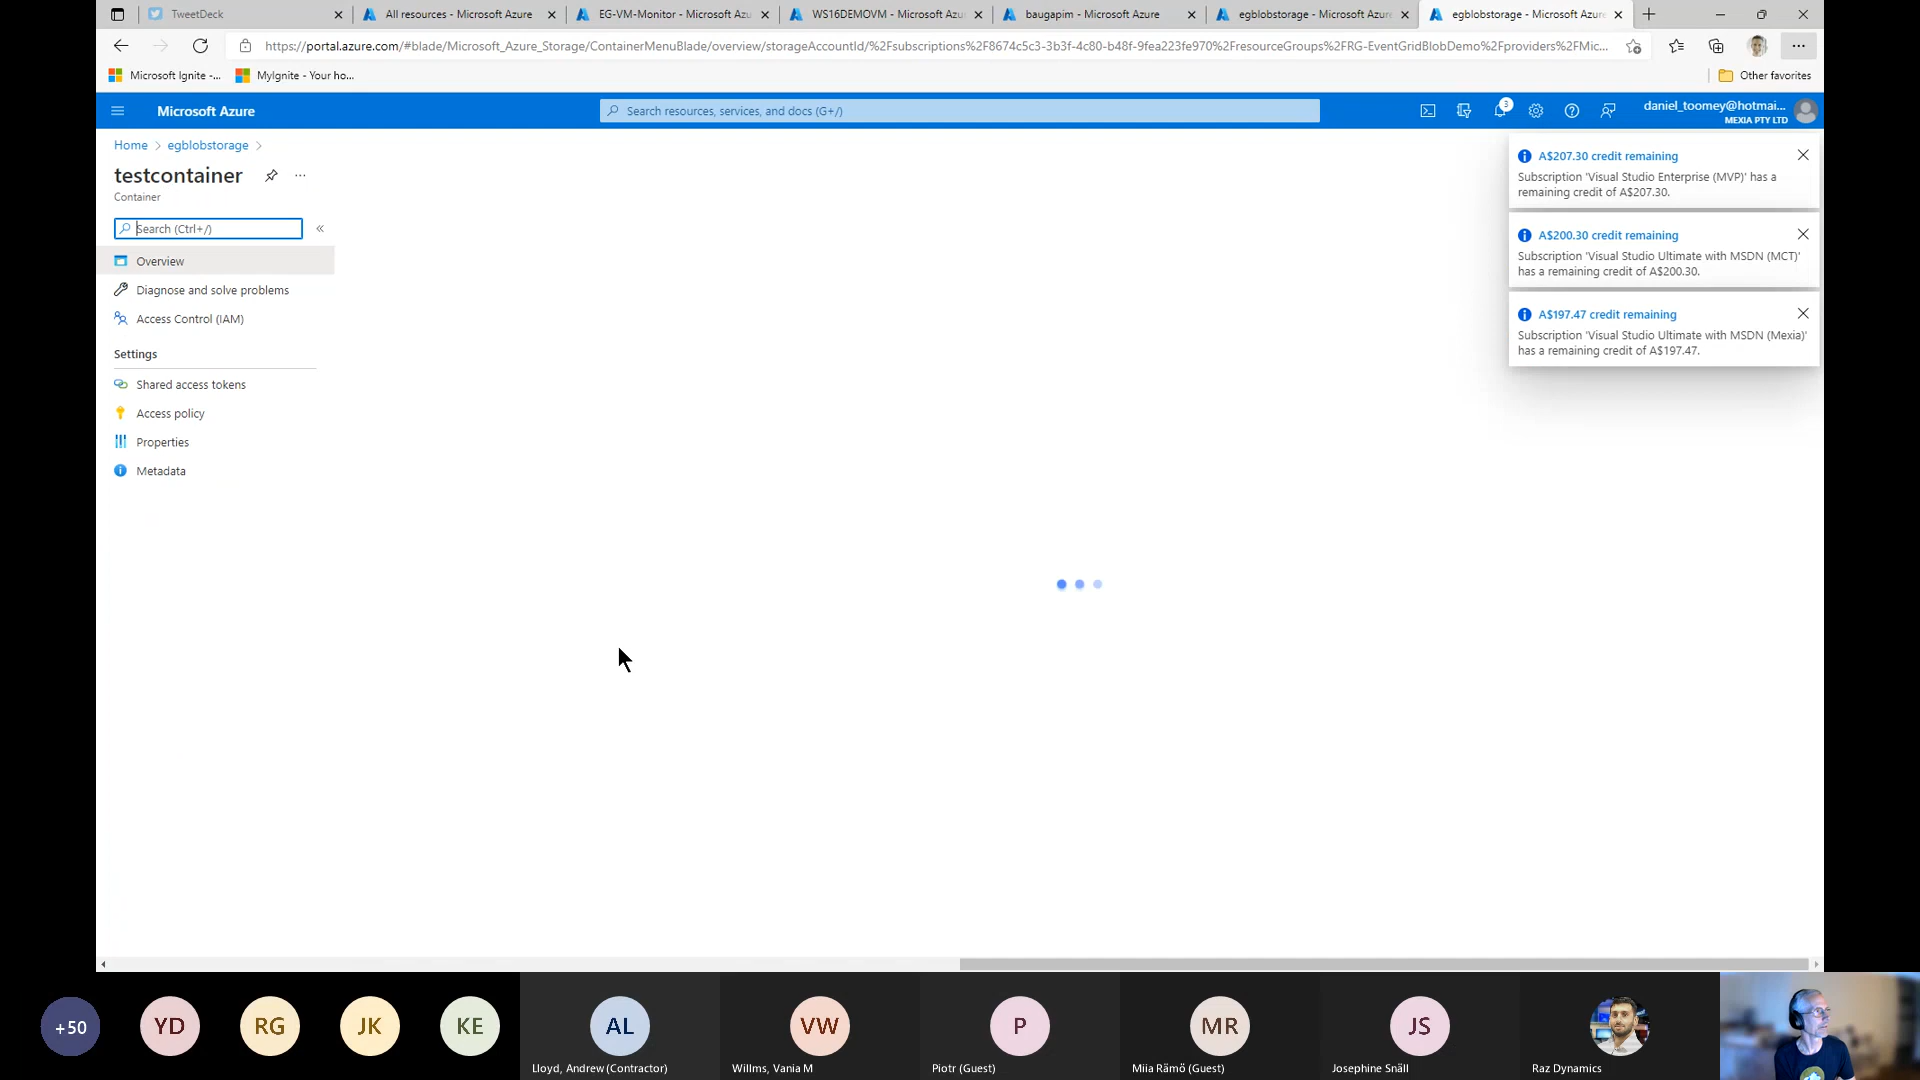 TweetDeck
All resources - Microsoft Azure
EG-VM-Monitor - Microsoft Azu
WS16DEMOVM - Microsoft Azu
baugapim - Microsoft Azure
egblobstorage - Microsoft Azure
egblobstorage - Microsoft Azure
https://portal.azure.com/#blade/Microsoft_Azure_Storage/ContainerMenuBlade/overview/storageAccountId/%2Fsubscriptions%2F8674c5c3-3b3f-4c80-b48f-9fea223fe970%2FresourceGroups%2FRG-EventGridBlobDemo%2Fproviders%2FMic...
Microsoft Ignite -...
MyIgnite - Your ho...
Other favorites
Microsoft Azure
Search resources, services, and docs (G+/)
3
daniel_toomey@hotmai...
MEXIA PTY LTD
Home > egblobstorage >
testcontainer
Container
Search (Ctrl+/)
Overview
Diagnose and solve problems
Access Control (IAM)
Settings
Shared access tokens
Access policy
Properties
Metadata
A$207.30 credit remaining
Subscription 'Visual Studio Enterprise (MVP)' has a
remaining credit of A$207.30.
A$200.30 credit remaining
Subscription 'Visual Studio Ultimate with MSDN (MCT)'
has a remaining credit of A$200.30.
A$197.47 credit remaining
Subscription 'Visual Studio Ultimate with MSDN (Mexia)'
has a remaining credit of A$197.47.
+50
YD
RG
JK
KE
AL
VW
P
MR
JS
Lloyd, Andrew (Contractor)
Willms, Vania M
Piotr (Guest)
Miia Rämö (Guest)
Josephine Snäll
Raz Dynamics